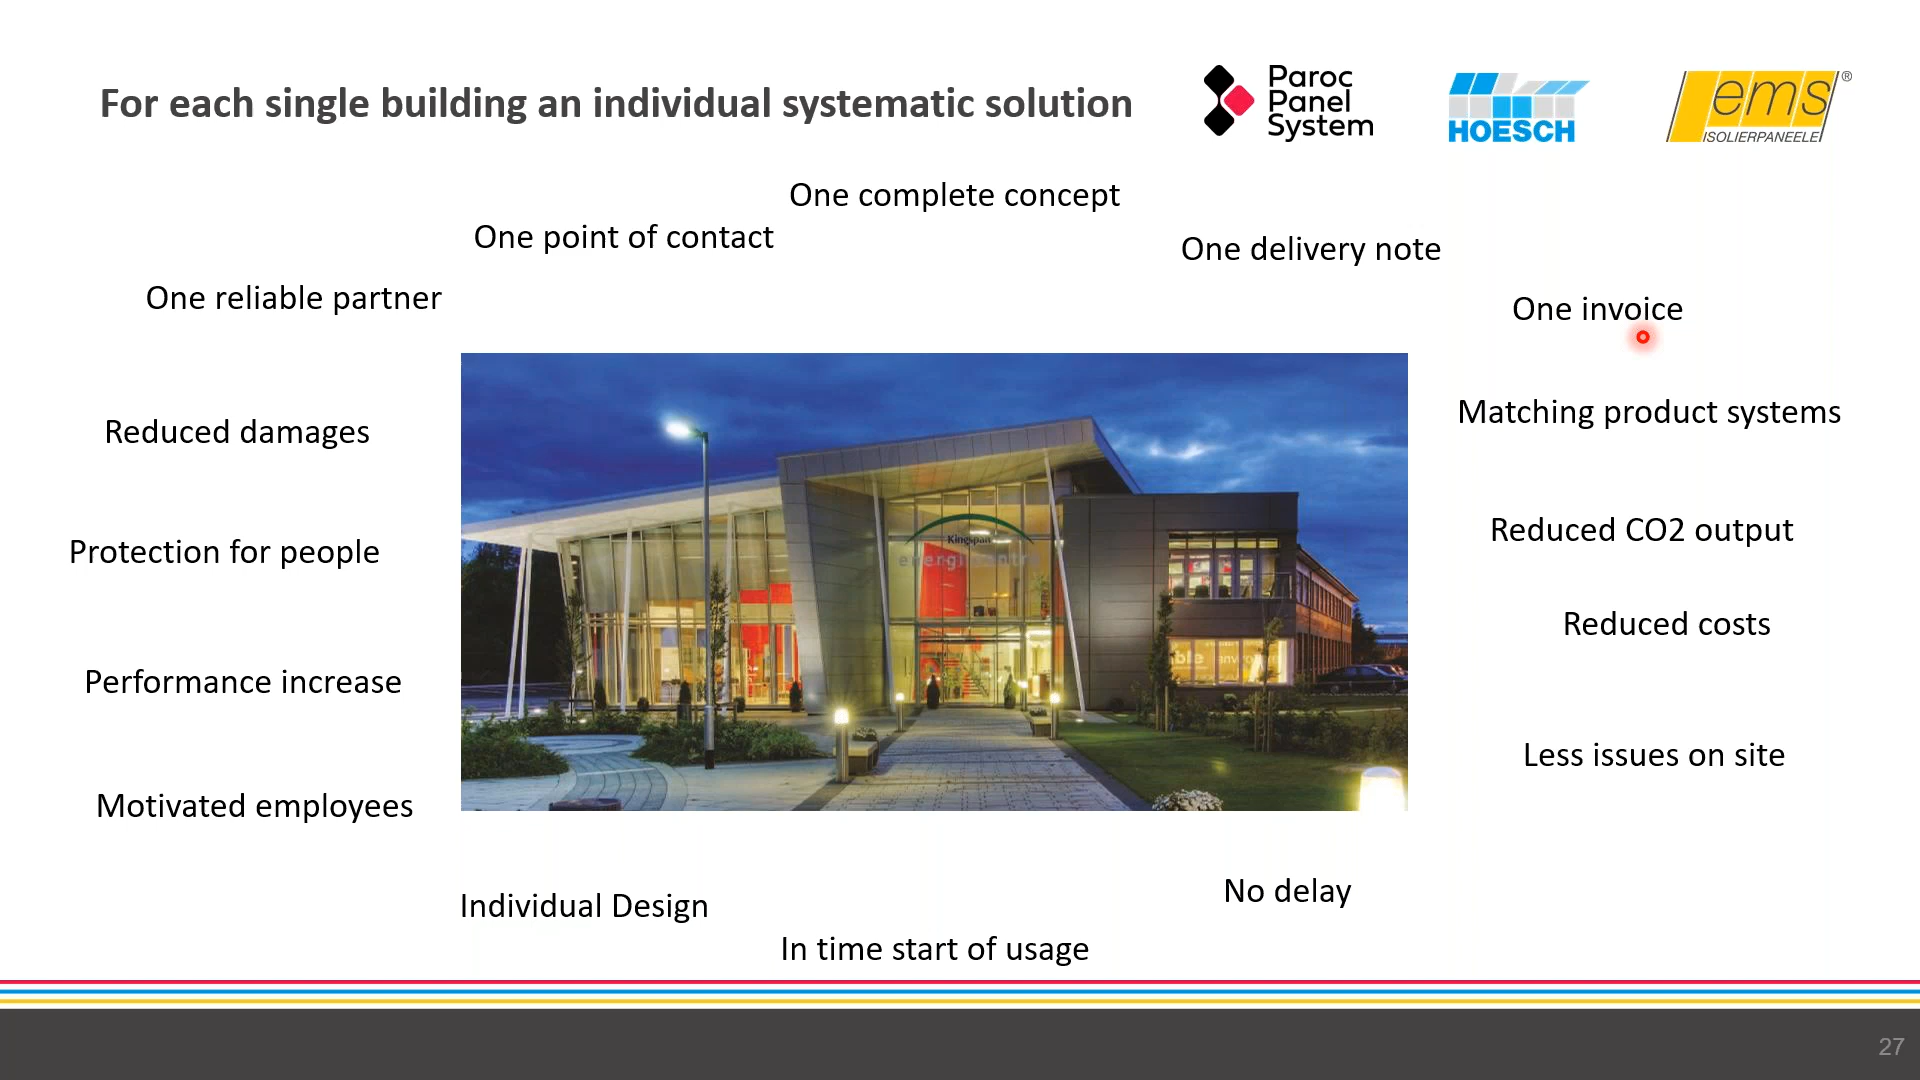 For each single building an individual systematic solution
Paroc
Panel
System
HOESCH
ems®
ISOLIERPANEELE
One complete concept
One point of contact
One delivery note
One reliable partner
One invoice
Matching product systems
Reduced damages
Reduced CO2 output
Protection for people
Kingspan
Reduced costs
Performance increase
Less issues on site
Motivated employees
No delay
Individual Design
In time start of usage
27